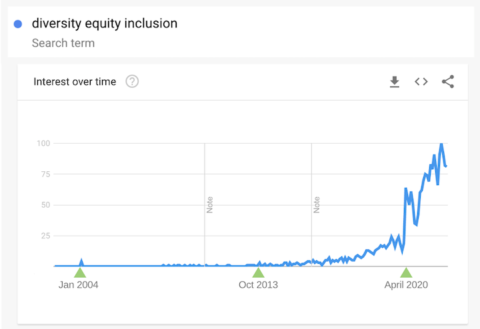 diversity equity inclusion
Search term
Interest over time
100
75
50
25
Note
Note
Jan 2004
Oct 2013
April 2020